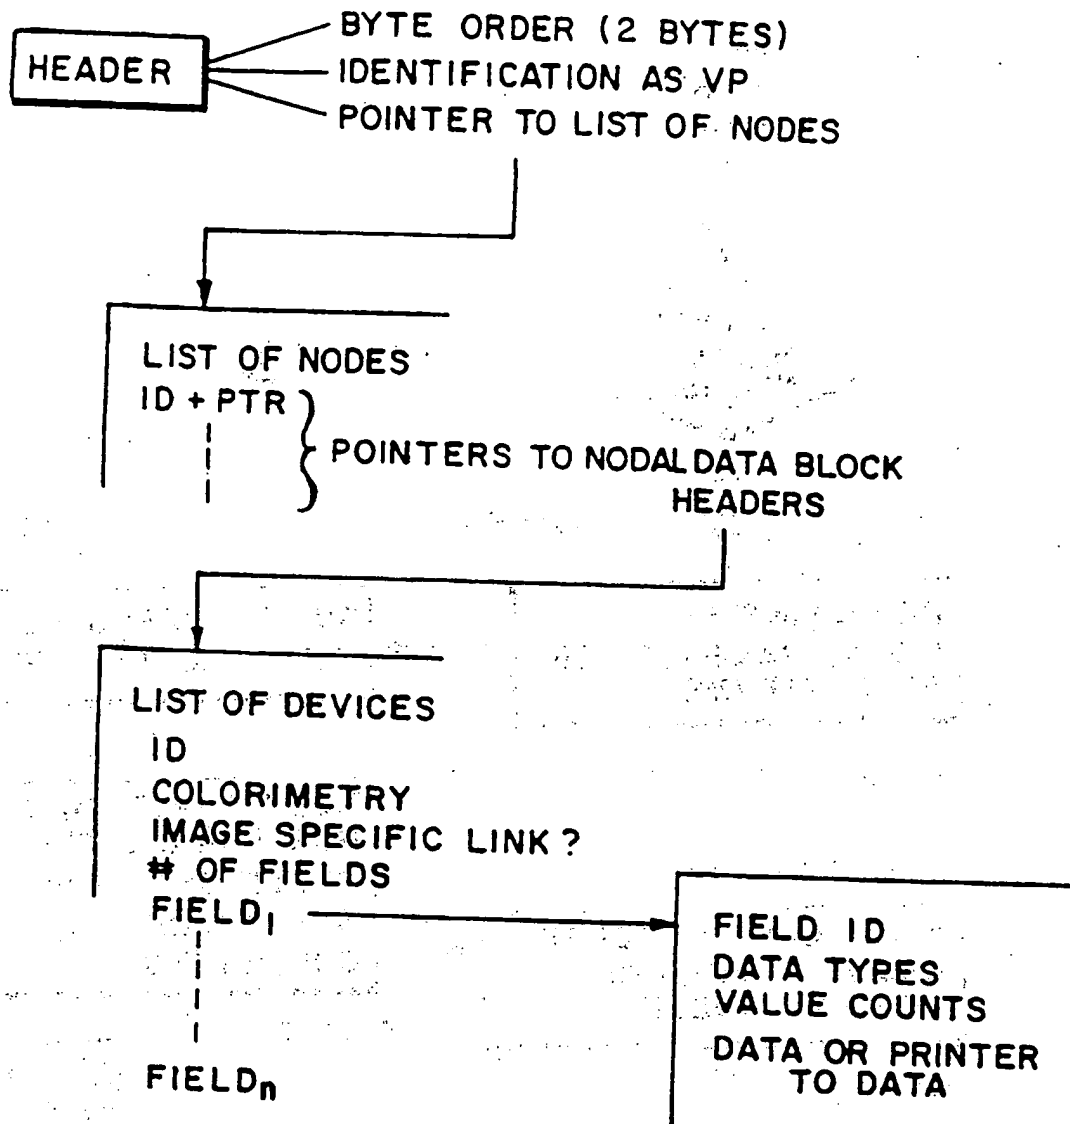 HEADER
BYTE ORDER (2 BYTES)
IDENTIFICATION AS VP
POINTER TO LIST OF NODES
LIST OF NODES
ID + PTR
POINTERS TO NODAL DATA BLOCK
HEADERS
LIST OF DEVICES
ID
COLORIMETRY
IMAGE SPECIFIC LINK ?
# OF FIELDS
FIELD₁
FIELDₙ
FIELD ID
DATA TYPES
VALUE COUNTS
DATA OR PRINTER
TO DATA